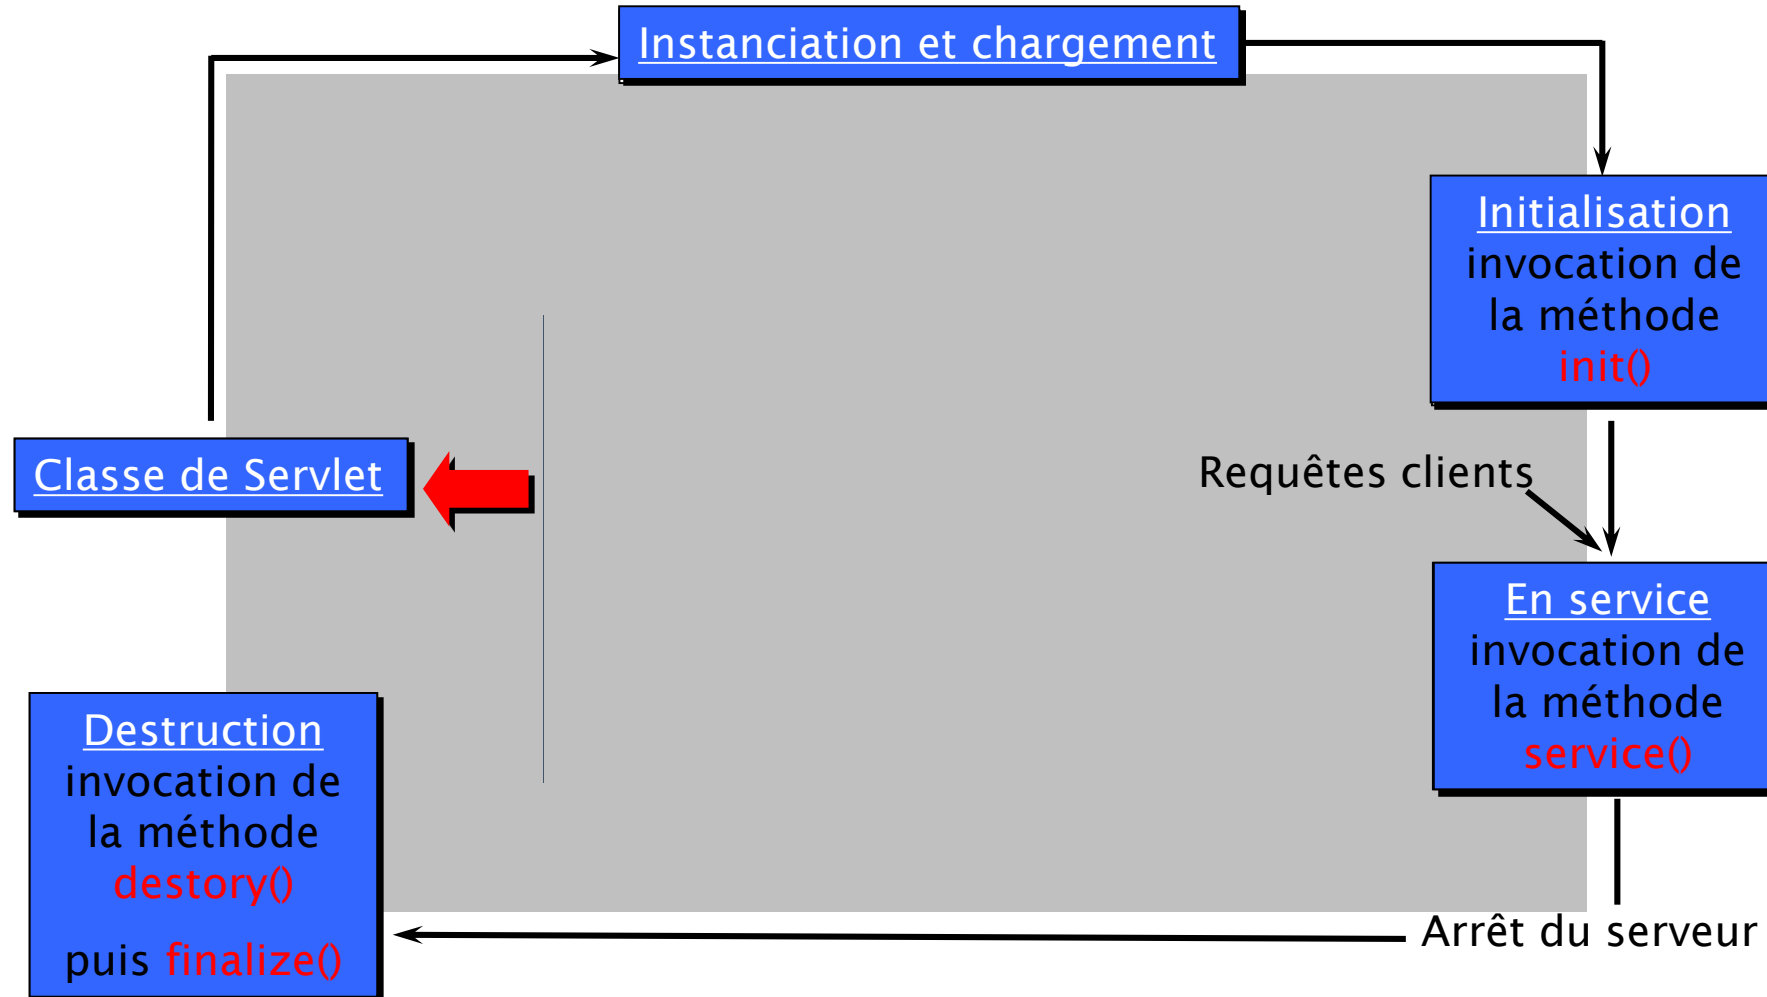 Instanciation et chargement
Initialisation
invocation de
la méthode
init()
Classe de Servlet
Requêtes clients
En service
invocation de
la méthode
service()
Destruction
invocation de
la méthode
destory()
puis finalize()
Arrêt du serveur